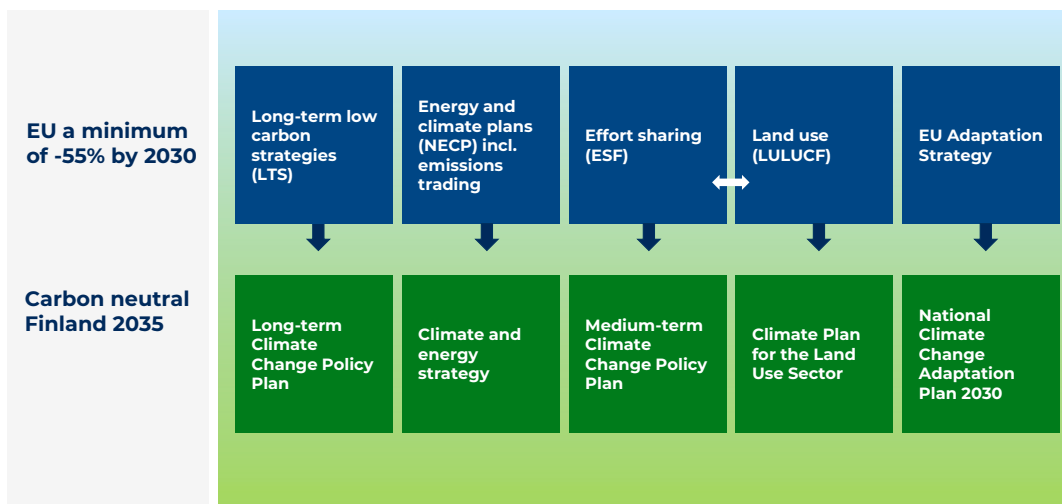 EU a minimum
of -55% by 2030
Long-term low
carbon
strategies
(LTS)
Energy and
climate plans
(NECP) incl.
emissions
trading
Effort sharing
(ESF)
Land use
(LULUCF)
EU Adaptation
Strategy
Carbon neutral
Finland 2035
Long-term
Climate
Change Policy
Plan
Climate and
energy
strategy
Medium-term
Climate
Change Policy
Plan
Climate Plan
for the Land
Use Sector
National
Climate
Change
Adaptation
Plan 2030